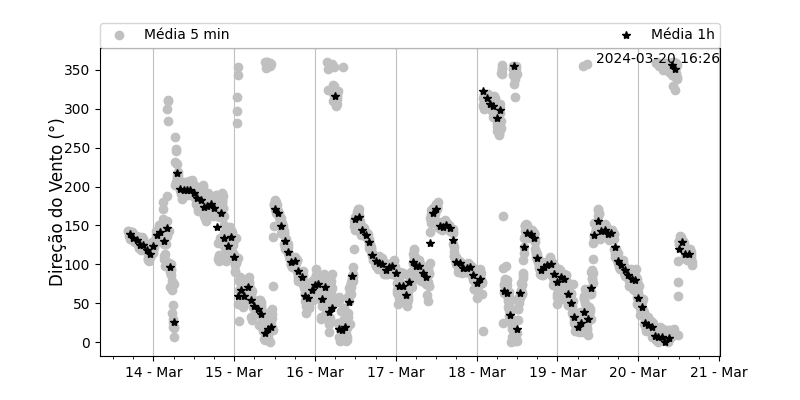 Média 5 min
Média 1h
2024-03-20 16:26
Direção do Vento (°)
350
300
250
200
150
100
50
0
14 - Mar
15 - Mar
16 - Mar
17 - Mar
18 - Mar
19 - Mar
20 - Mar
21 - Mar